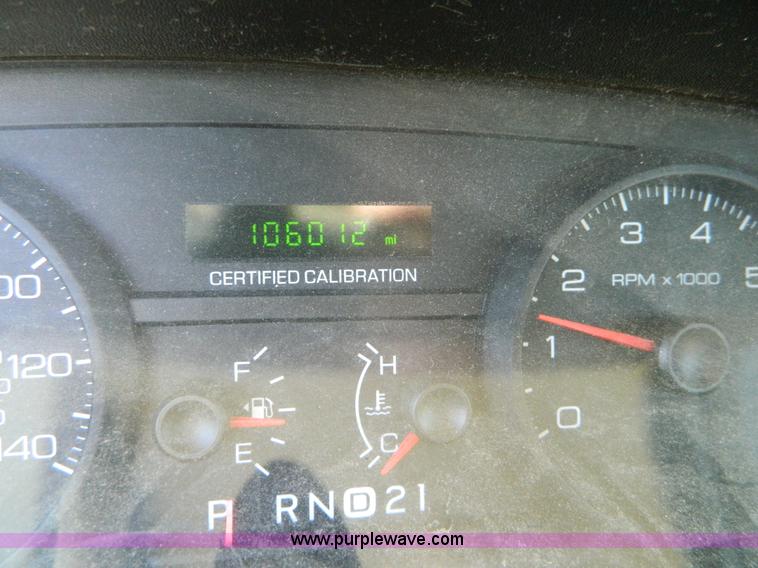 106012 mi
CERTIFIED CALIBRATION
00
120
140
F
E
H
C
0
1
2
3
4
5
RPM x 1000
P R N D 2 1
www.purplewave.com